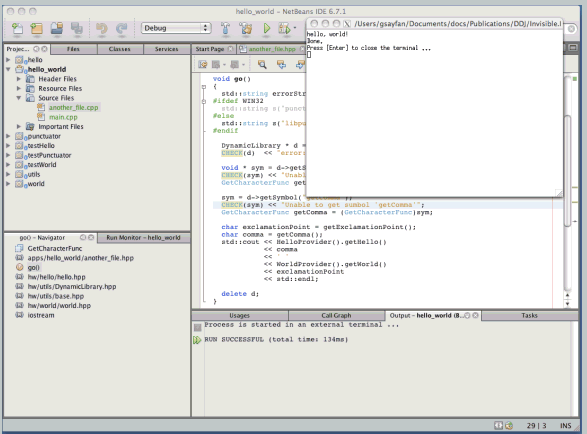 hello_world - NetBeans IDE 6.7.1
Debug
/Users/gsayfan/Documents/docs/Publications/DDJ/Invisible.
hello, world!
Done.
Press [Enter] to close the terminal ...
Projec...
Files
Classes
Services
Start Page
another_file.hpp
hello
hello_world
Header Files
Resource Files
Source Files
another_file.cpp
main.cpp
Important Files
punctuator
testHello
testPunctuator
testWorld
utils
world
void go()
{
std::string errorStr
#ifdef WIN32
std::string s("punct
#else
std::string s("libpu
#endif
DynamicLibrary * d =
CHECK(d) << "error:
void * sym = d->getS
CHECK(sym) << "Unabl
GetCharacterFunc get
sym = d->getSymbol("getComma");
CHECK(sym) << "Unable to get sumbol `getComma`";
GetCharacterFunc getComma = (GetCharacterFunc)sym;
char exclamationPoint = getExclamationPoint();
char comma = getComma();
std::cout << HelloProvider().getHello()
<< comma
<< ` `
<< WorldProvider().getWorld()
<< exclamationPoint
<< std::endl;
delete d;
}
go() - Navigator
Run Monitor - hello_world
GetCharacterFunc
apps/hello_world/another_file.hpp
go()
hw/hello/hello.hpp
hw/utils/DynamicLibrary.hpp
hw/utils/base.hpp
hw/world/world.hpp
iostream
Usages
Call Graph
Output - hello_world (B...
Tasks
Process is started in an external terminal ...
RUN SUCCESSFUL (total time: 134ms)
29 | 3
INS